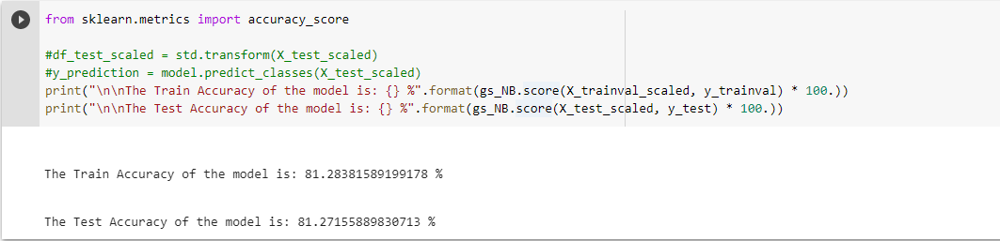 from sklearn.metrics import accuracy_score
#df_test_scaled = std.transform(X_test_scaled)
#y_prediction = model.predict_classes(X_test_scaled)
print("\n\nThe Train Accuracy of the model is: {} %".format(gs_NB.score(X_trainval_scaled, y_trainval) * 100.))
print("\n\nThe Test Accuracy of the model is: {} %".format(gs_NB.score(X_test_scaled, y_test) * 100.))
The Train Accuracy of the model is: 81.28381589199178 %
The Test Accuracy of the model is: 81.27155889830713 %